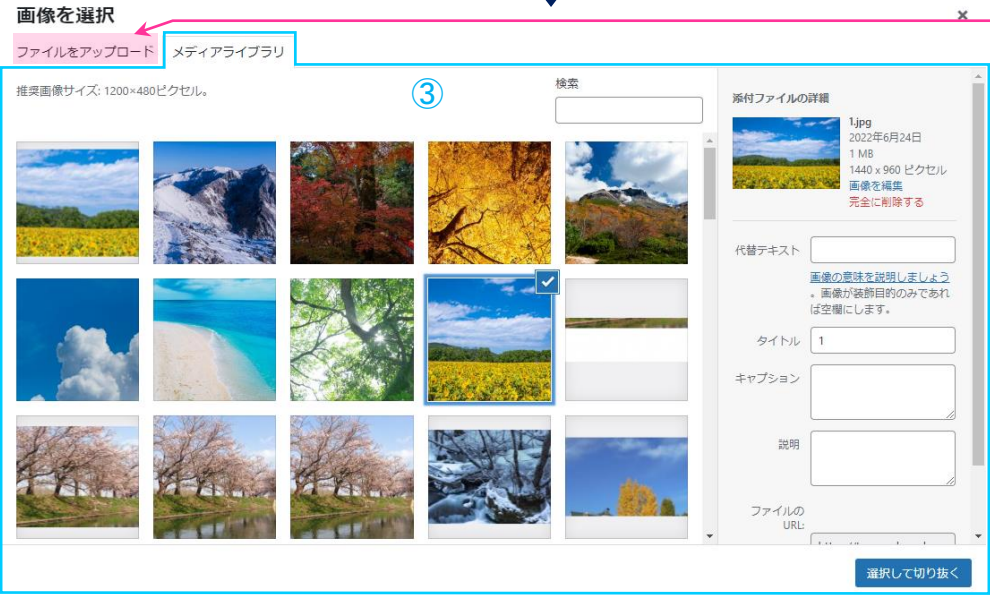 画像を選択
×
ファイルをアップロード
メディアライブラリ
推奨画像サイズ: 1200×480ピクセル。
③
検索
添付ファイルの詳細
1.jpg
2022年6月24日
1 MB
1440 x 960 ピクセル
画像を編集
完全に削除する
代替テキスト
画像の意味を説明しましょう
。画像が装飾目的のみであれ
ば空欄にします。
タイトル
1
キャプション
説明
ファイルの
URL:
選択して切り抜く